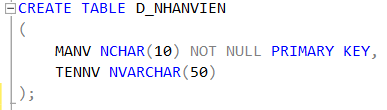 CREATE TABLE D_NHANVIEN
(
    MANV NCHAR(10) NOT NULL PRIMARY KEY,
    TENNV NVARCHAR(50)
);